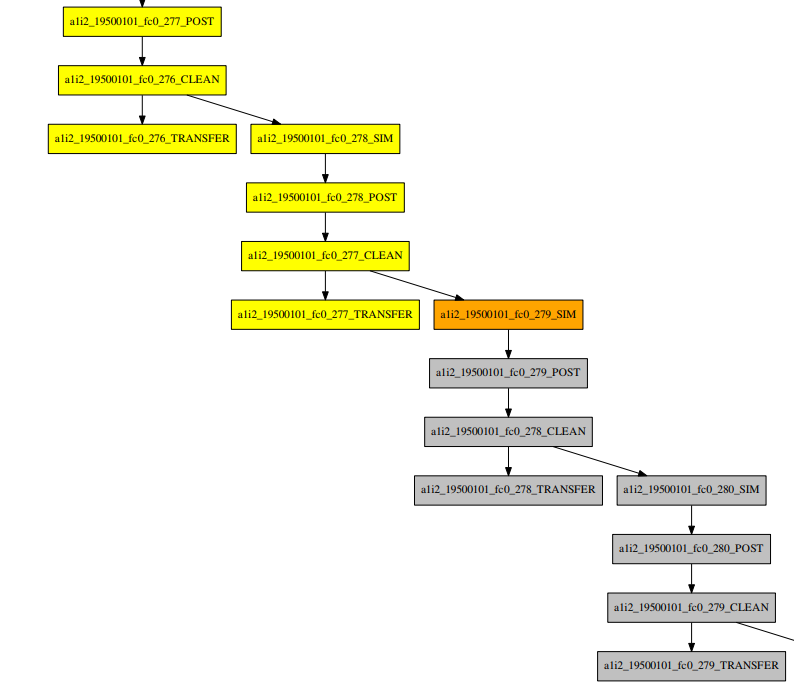 a1i2_19500101_fc0_277_POST
a1i2_19500101_fc0_276_CLEAN
a1i2_19500101_fc0_276_TRANSFER
a1i2_19500101_fc0_278_SIM
a1i2_19500101_fc0_278_POST
a1i2_19500101_fc0_277_CLEAN
a1i2_19500101_fc0_277_TRANSFER
a1i2_19500101_fc0_279_SIM
a1i2_19500101_fc0_279_POST
a1i2_19500101_fc0_278_CLEAN
a1i2_19500101_fc0_278_TRANSFER
a1i2_19500101_fc0_280_SIM
a1i2_19500101_fc0_280_POST
a1i2_19500101_fc0_279_CLEAN
a1i2_19500101_fc0_279_TRANSFER